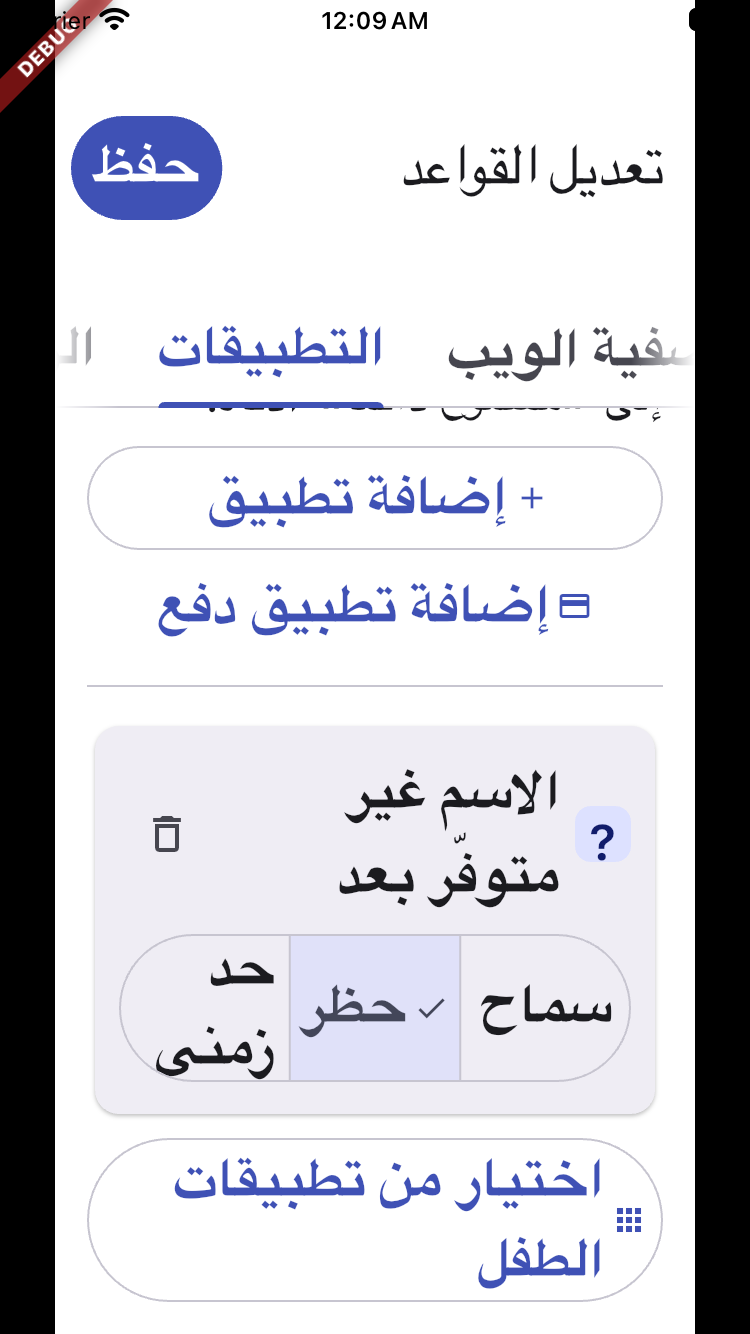 12:09 AM
DEBUG
تعديل القواعد
حفظ
التطبيقات
الويب
+ إضافة تطبيق
إضافة تطبيق دفع
الاسم غير
متوفّر بعد
?
سماح
حظر
حد
زمني
اختيار من تطبيقات
الطفل